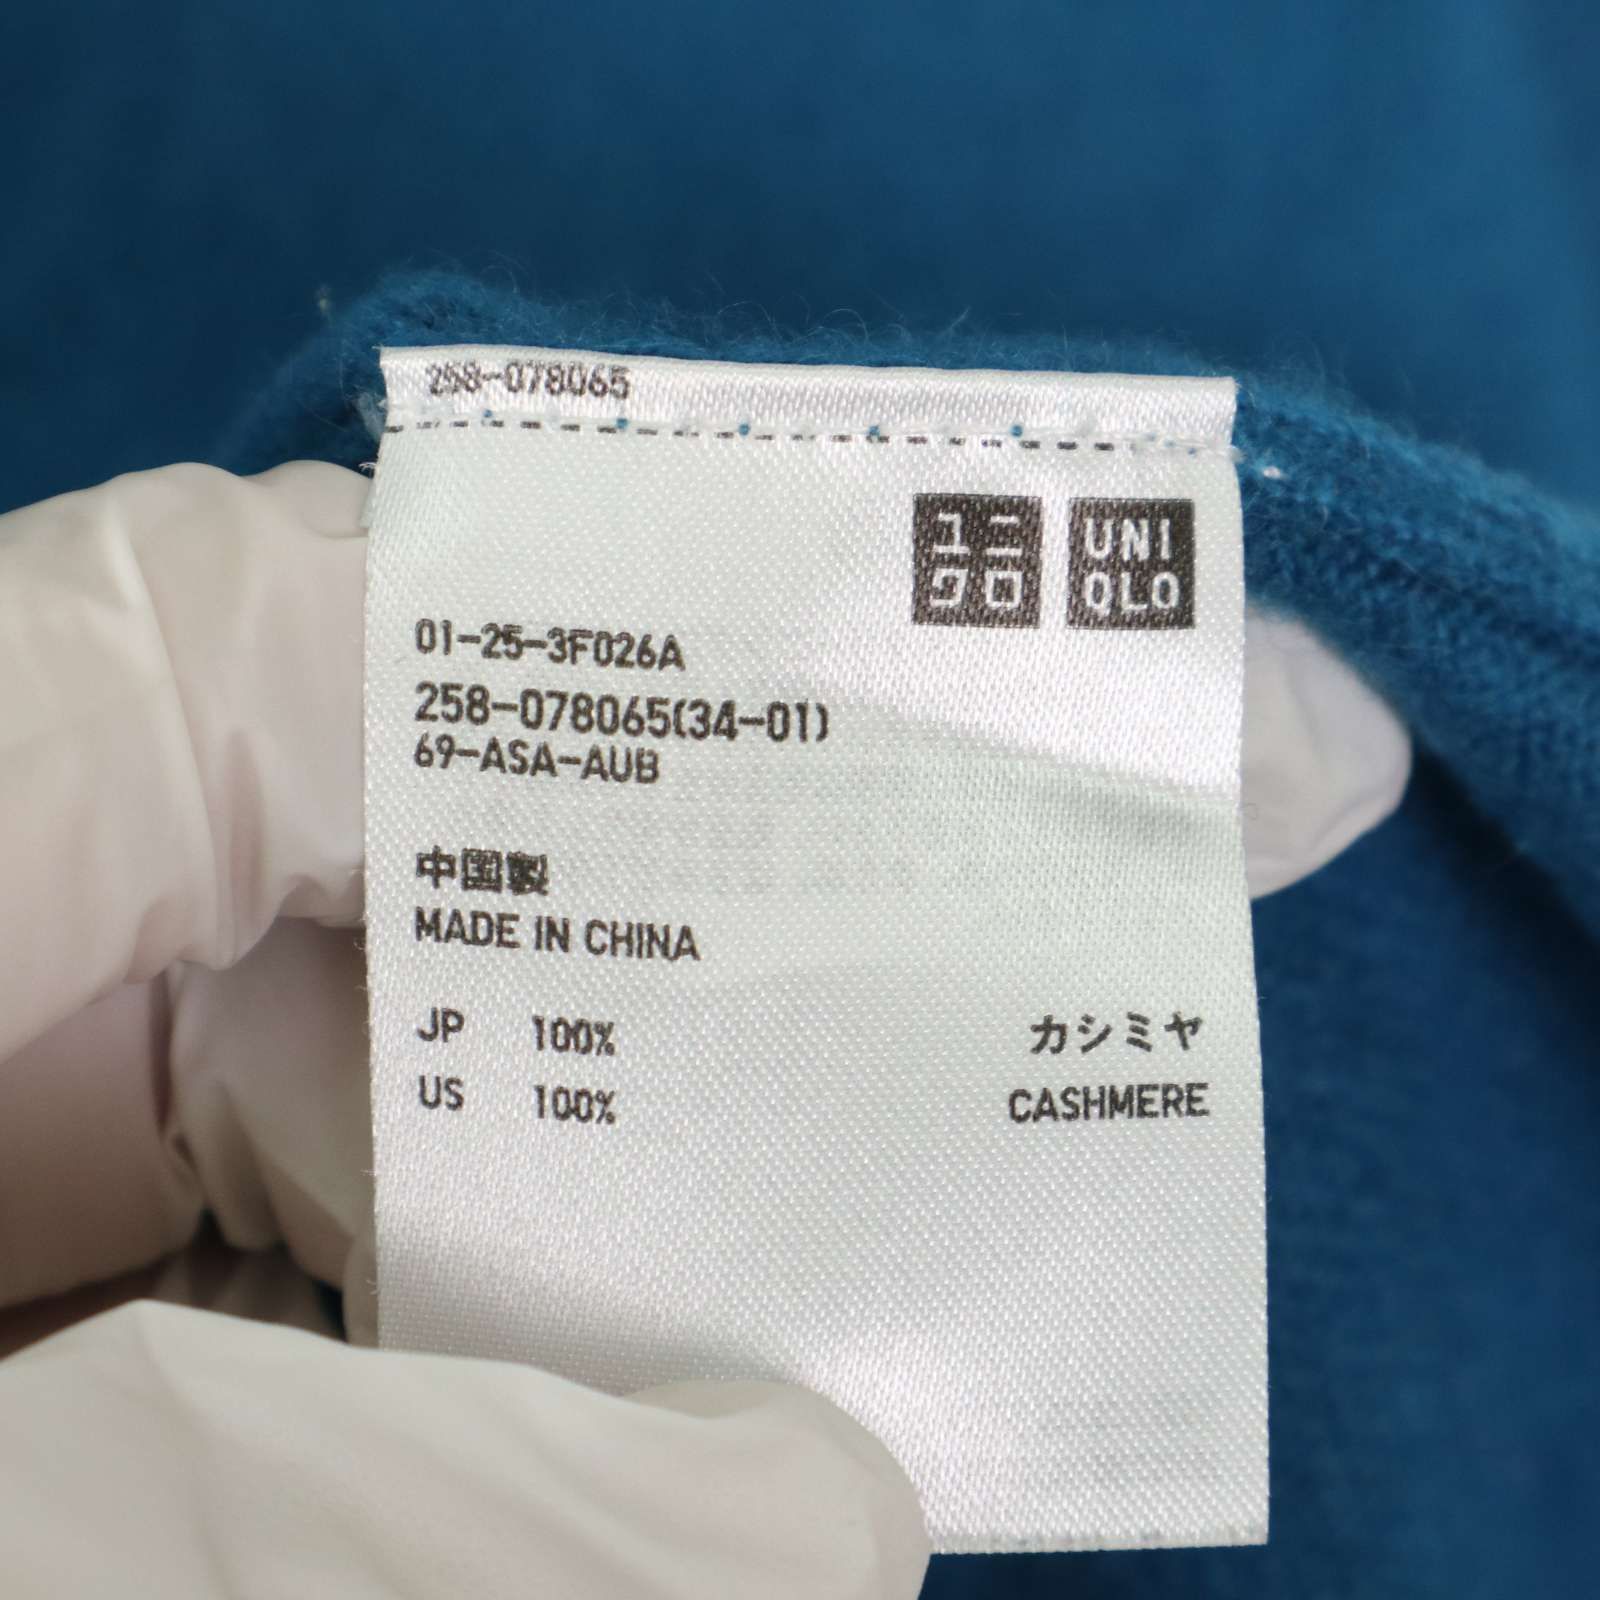 258-078065
ユニ UNI
クロ QLO
01-25-3F026A
258-078065(34-01)
69-ASA-AUB
中国製
MADE IN CHINA
JP 100% カシミヤ
US 100% CASHMERE